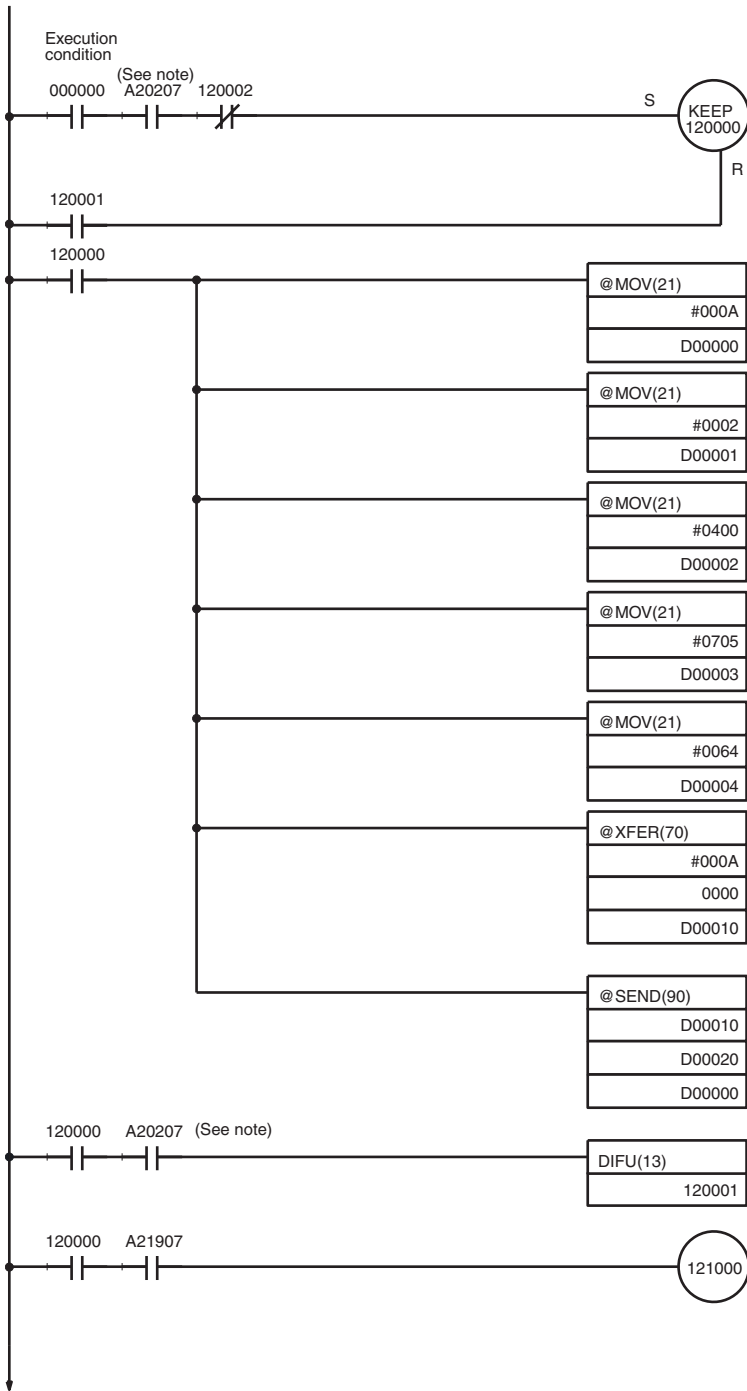 Execution
condition
(See note)
000000 A20207 120002
S
KEEP
120000
R
120001
120000
@MOV(21)
#000A
D00000
@MOV(21)
#0002
D00001
@MOV(21)
#0400
D00002
@MOV(21)
#0705
D00003
@MOV(21)
#0064
D00004
@XFER(70)
#000A
0000
D00010
@SEND(90)
D00010
D00020
D00000
120000 A20207 (See note)
DIFU(13)
120001
120000 A21907
121000